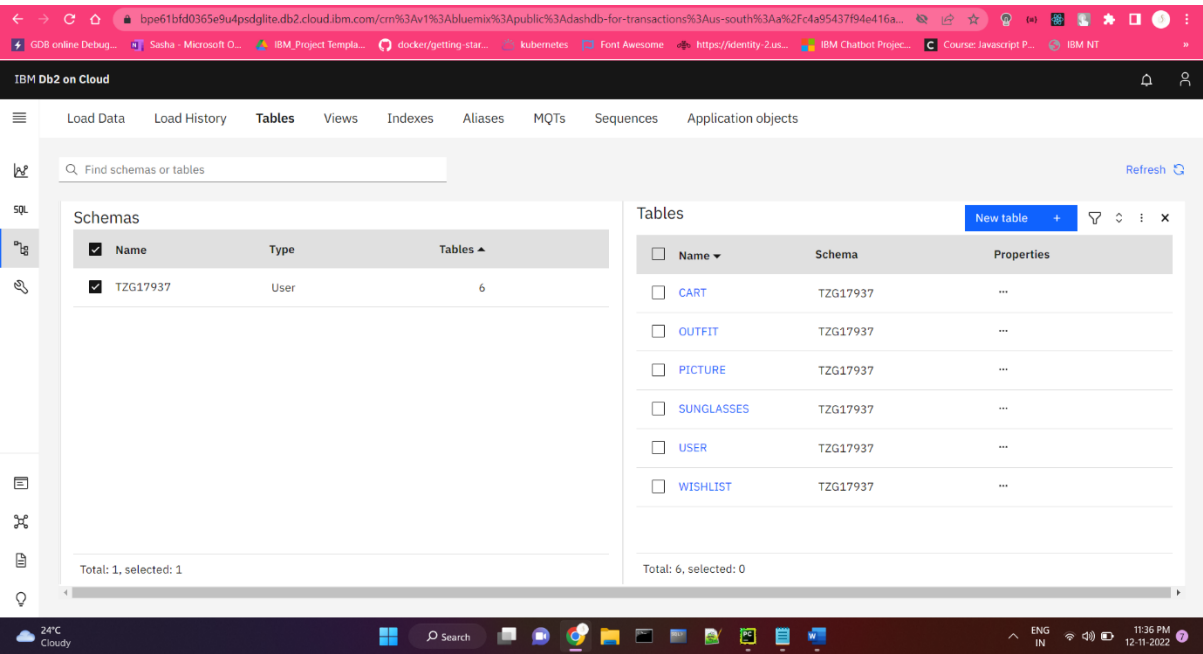 bpe61bfd0365e9u4psdglite.db2.cloud.ibm.com/crn%3Av1%3Abluemix%3Apublic%3Adashdb-for-transactions%3Aus-south%3Aa%2Fc4a95437f94e416a...
GDB online Debug... Sasha - Microsoft O... IBM_Project Templa... docker/getting-star... kubernetes Font Awesome https://identity-2.us... IBM Chatbot Projec... C Course: Javascript P... IBM NT »
IBM Db2 on Cloud
Load Data Load History Tables Views Indexes Aliases MQTs Sequences Application objects
Find schemas or tables Refresh
SQL
Schemas
Name Type Tables
TZG17937 User 6
Total: 1, selected: 1
Tables New table +
Name Schema Properties
CART TZG17937 ...
OUTFIT TZG17937 ...
PICTURE TZG17937 ...
SUNGLASSES TZG17937 ...
USER TZG17937 ...
WISHLIST TZG17937 ...
Total: 6, selected: 0
24°C
Cloudy
Search
ENG
IN
11:36 PM
12-11-2022